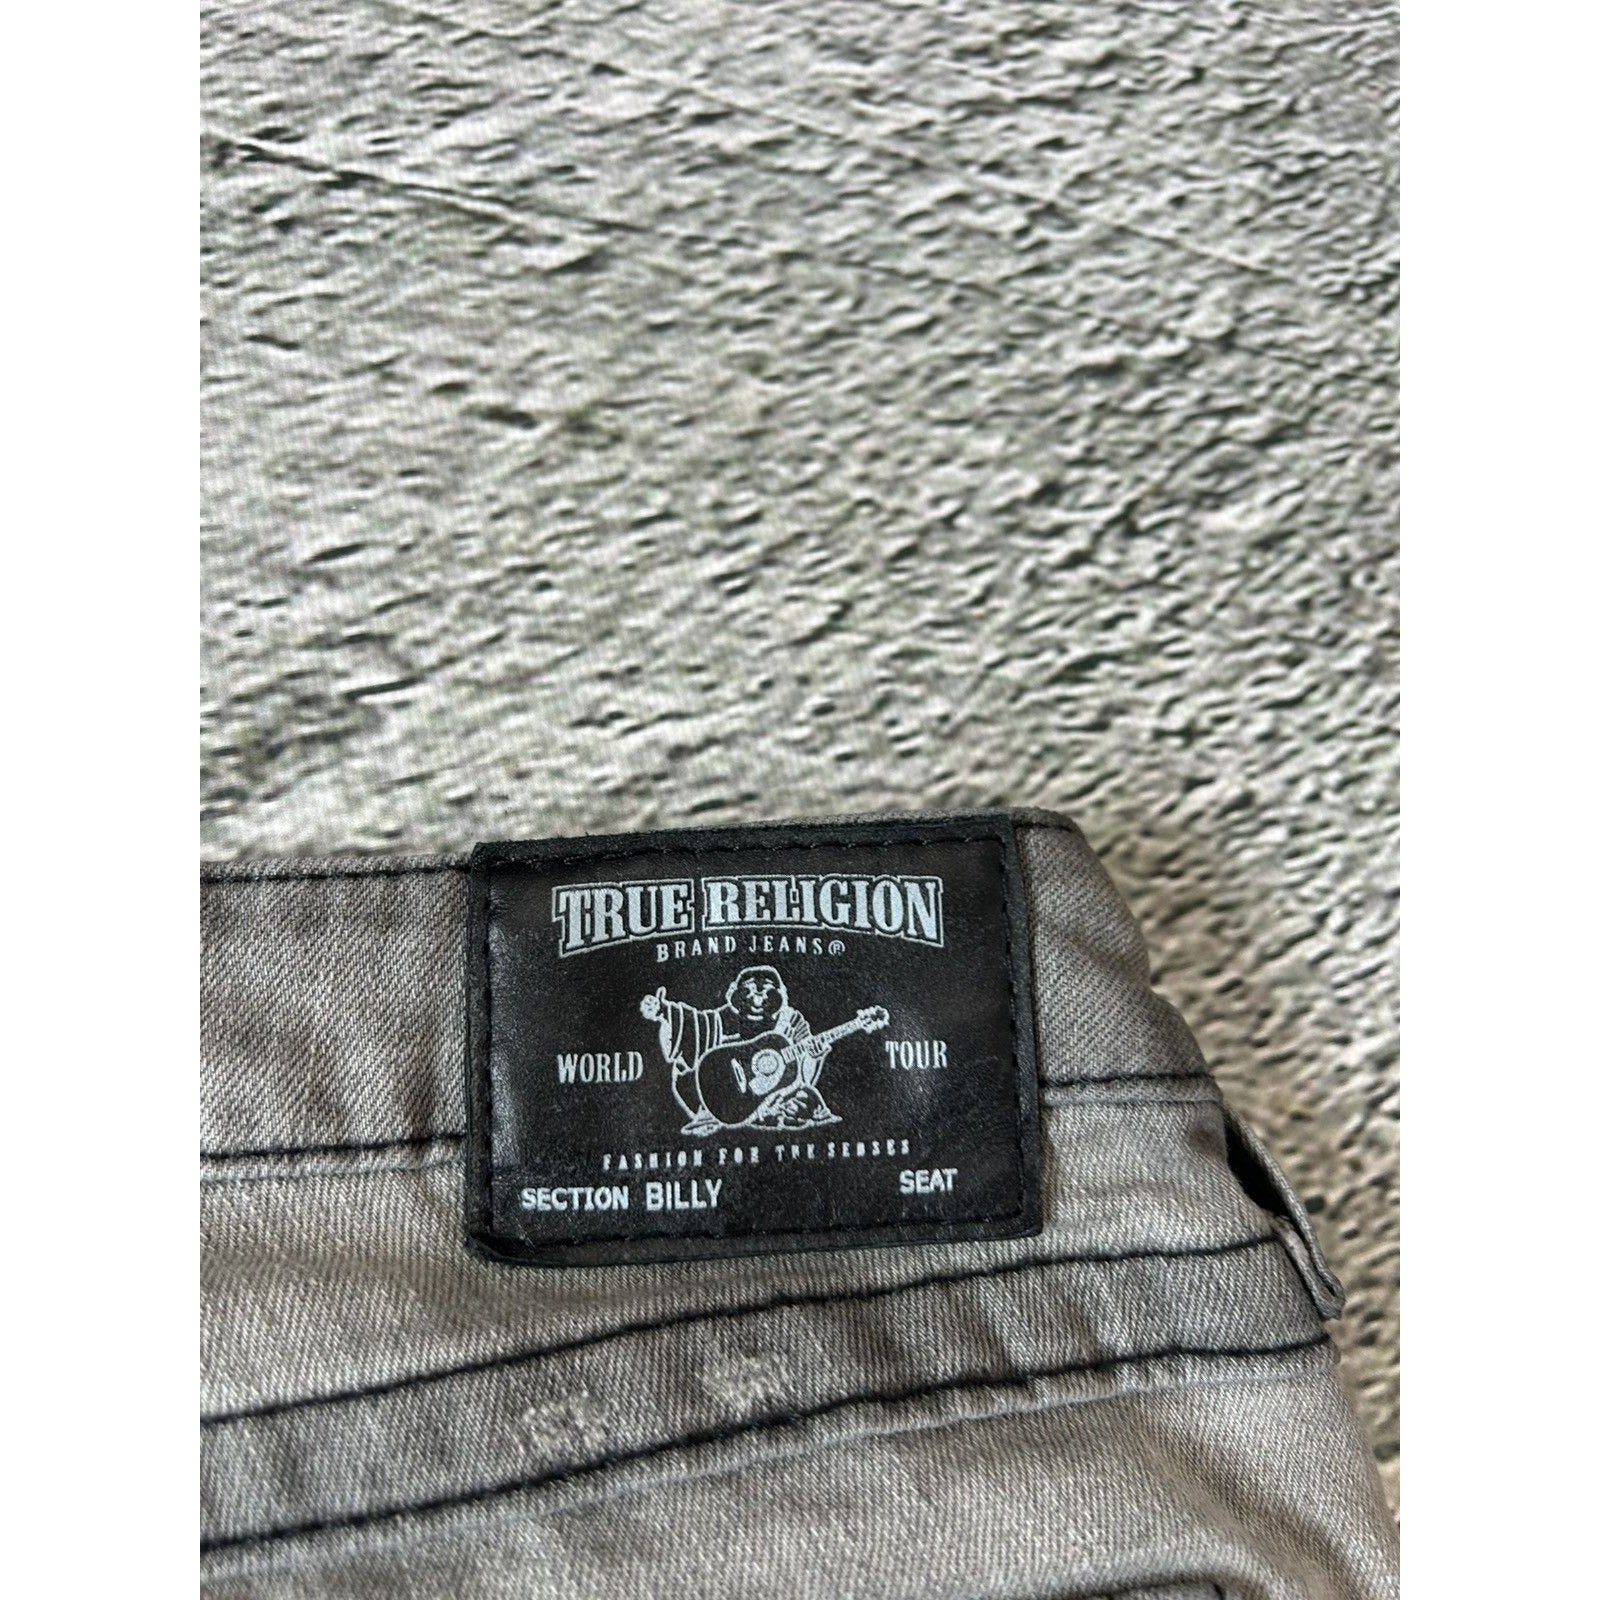 TRUE RELIGION
BRAND JEANS®
WORLD TOUR
FASHION FOR THE SENSES
SECTION BILLY SEAT